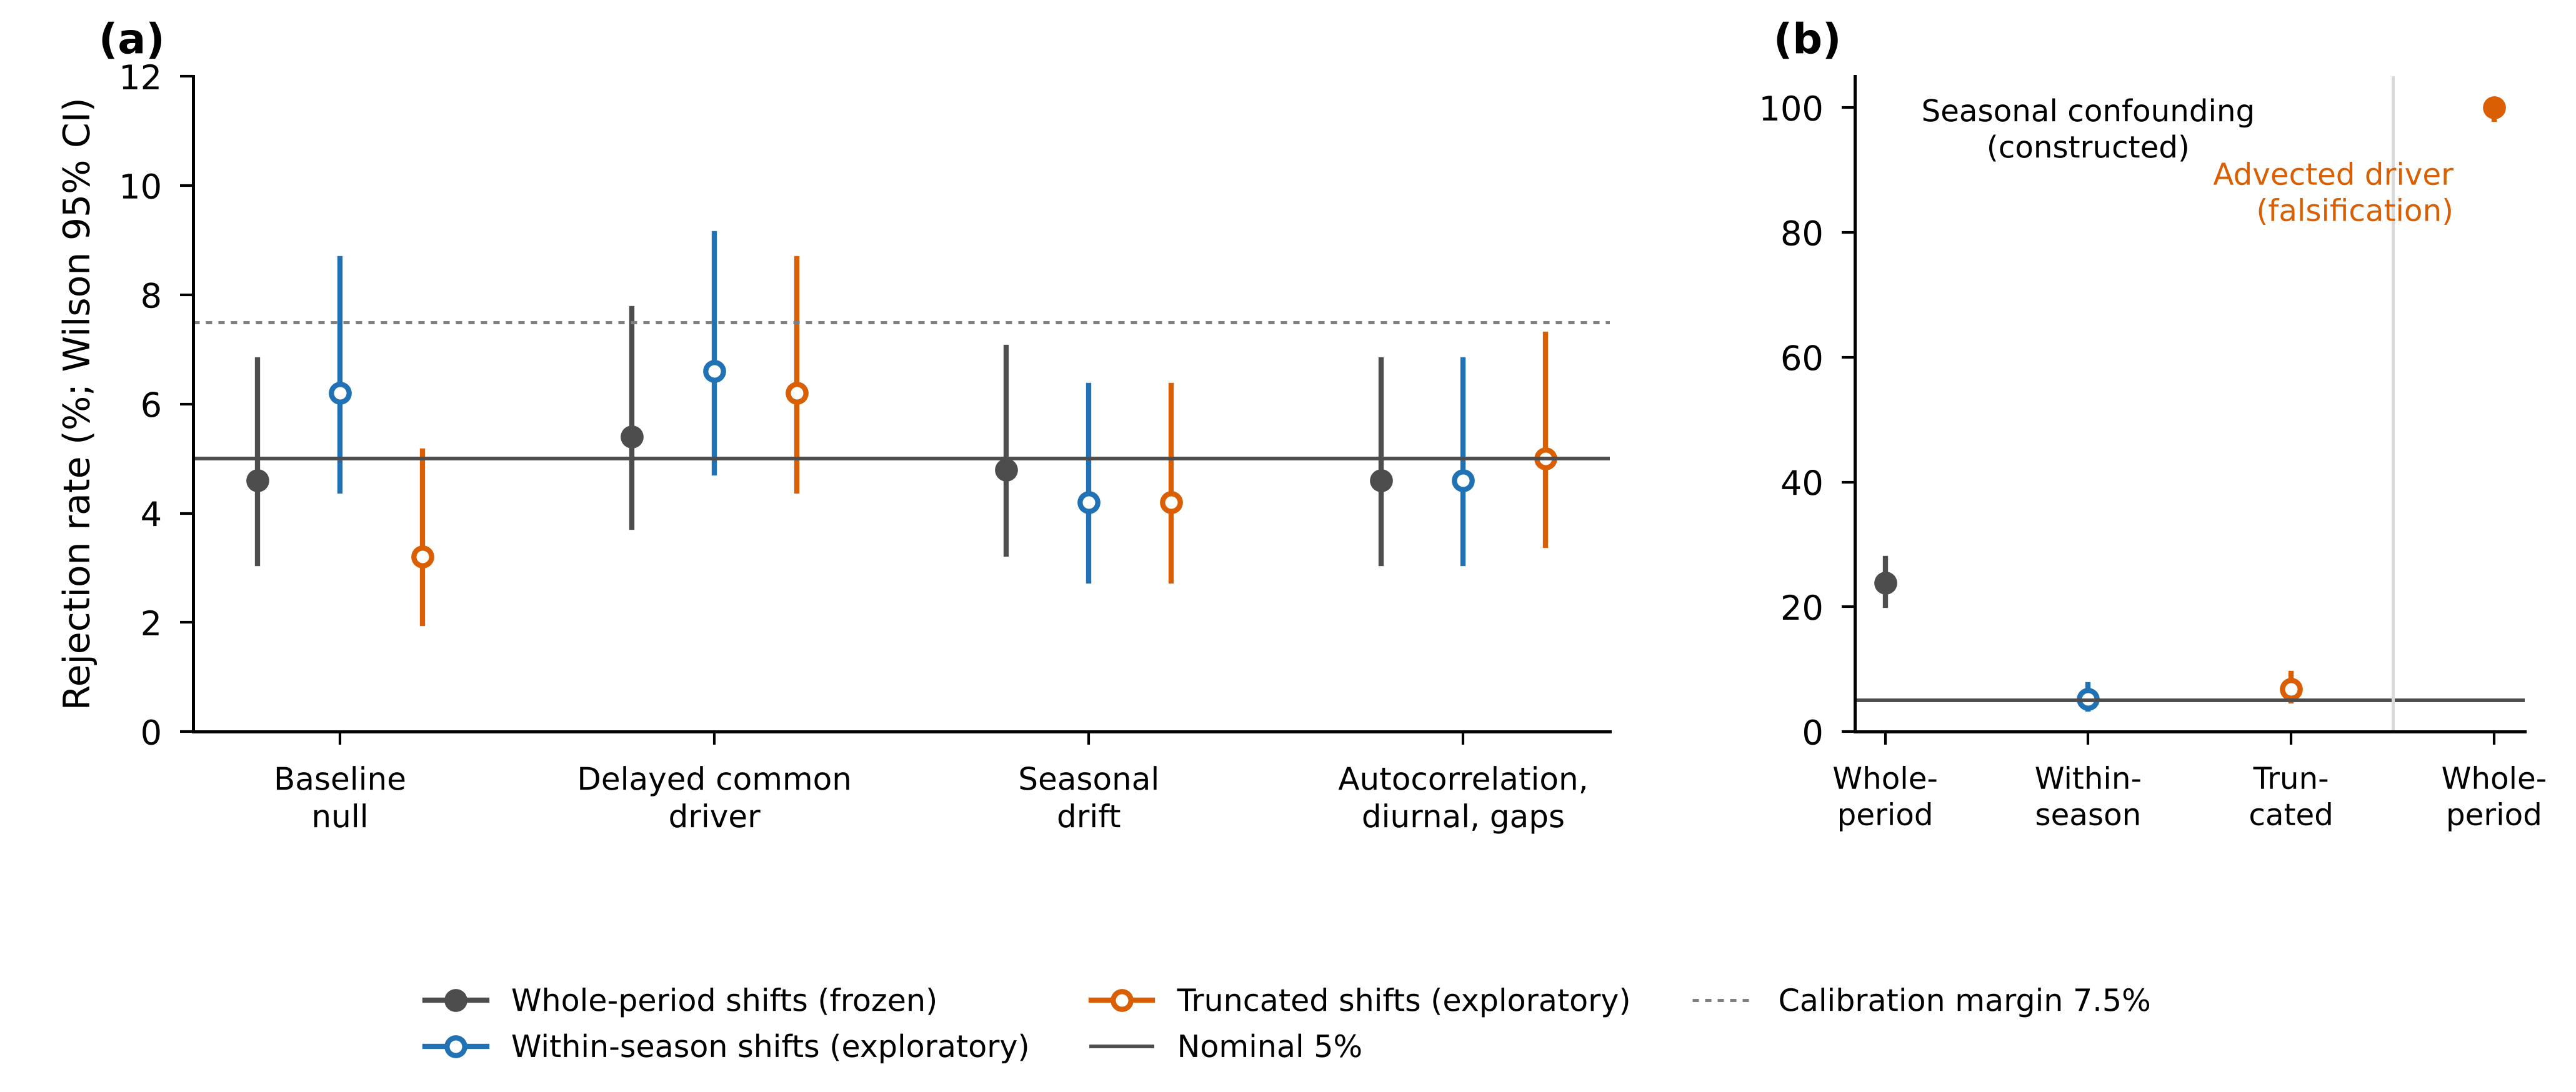 (a)
Rejection rate (%; Wilson 95% CI)
12
10
8
6
4
2
0
Baseline
null
Delayed common
driver
Seasonal
drift
Autocorrelation,
diurnal, gaps
(b)
100
80
60
40
20
0
Seasonal confounding
(constructed)
Advected driver
(falsification)
Whole-
period
Within-
season
Trun-
cated
Whole-
period
Whole-period shifts (frozen)
Within-season shifts (exploratory)
Truncated shifts (exploratory)
Nominal 5%
Calibration margin 7.5%